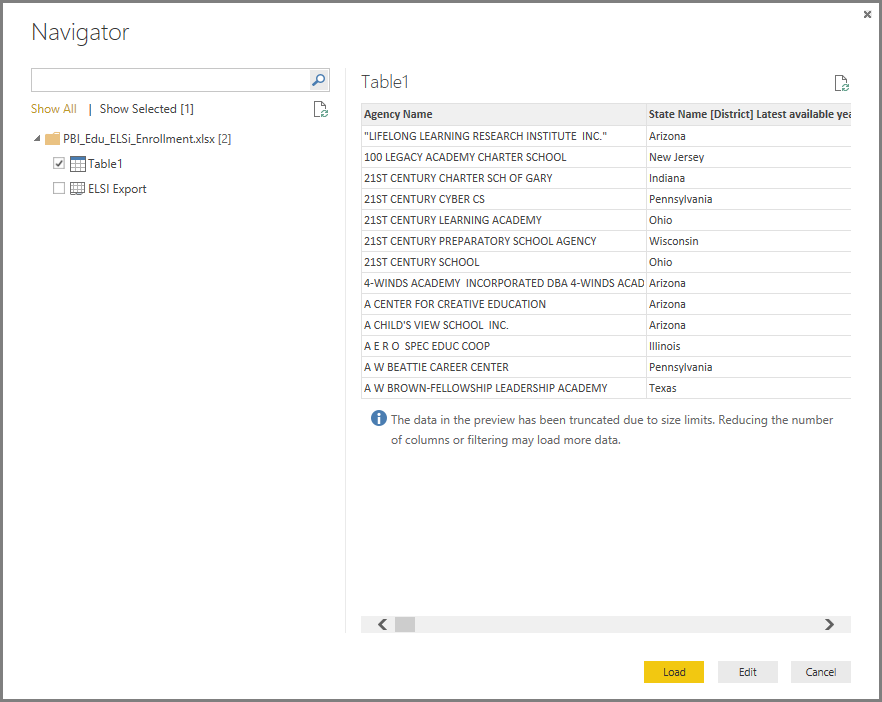 Navigator
Show All | Show Selected [1]
PBI_Edu_ELSi_Enrollment.xlsx [2]
Table1
ELSI Export
Table1
Agency Name State Name [District] Latest available yea
"LIFELONG LEARNING RESEARCH INSTITUTE  INC." Arizona
100 LEGACY ACADEMY CHARTER SCHOOL New Jersey
21ST CENTURY CHARTER SCH OF GARY Indiana
21ST CENTURY CYBER CS Pennsylvania
21ST CENTURY LEARNING ACADEMY Ohio
21ST CENTURY PREPARATORY SCHOOL AGENCY Wisconsin
21ST CENTURY SCHOOL Ohio
4-WINDS ACADEMY  INCORPORATED DBA 4-WINDS ACAD Arizona
A CENTER FOR CREATIVE EDUCATION Arizona
A CHILD'S VIEW SCHOOL  INC. Arizona
A E R O  SPEC EDUC COOP Illinois
A W BEATTIE CAREER CENTER Pennsylvania
A W BROWN-FELLOWSHIP LEADERSHIP ACADEMY Texas
The data in the preview has been truncated due to size limits. Reducing the number
of columns or filtering may load more data.
Load Edit Cancel